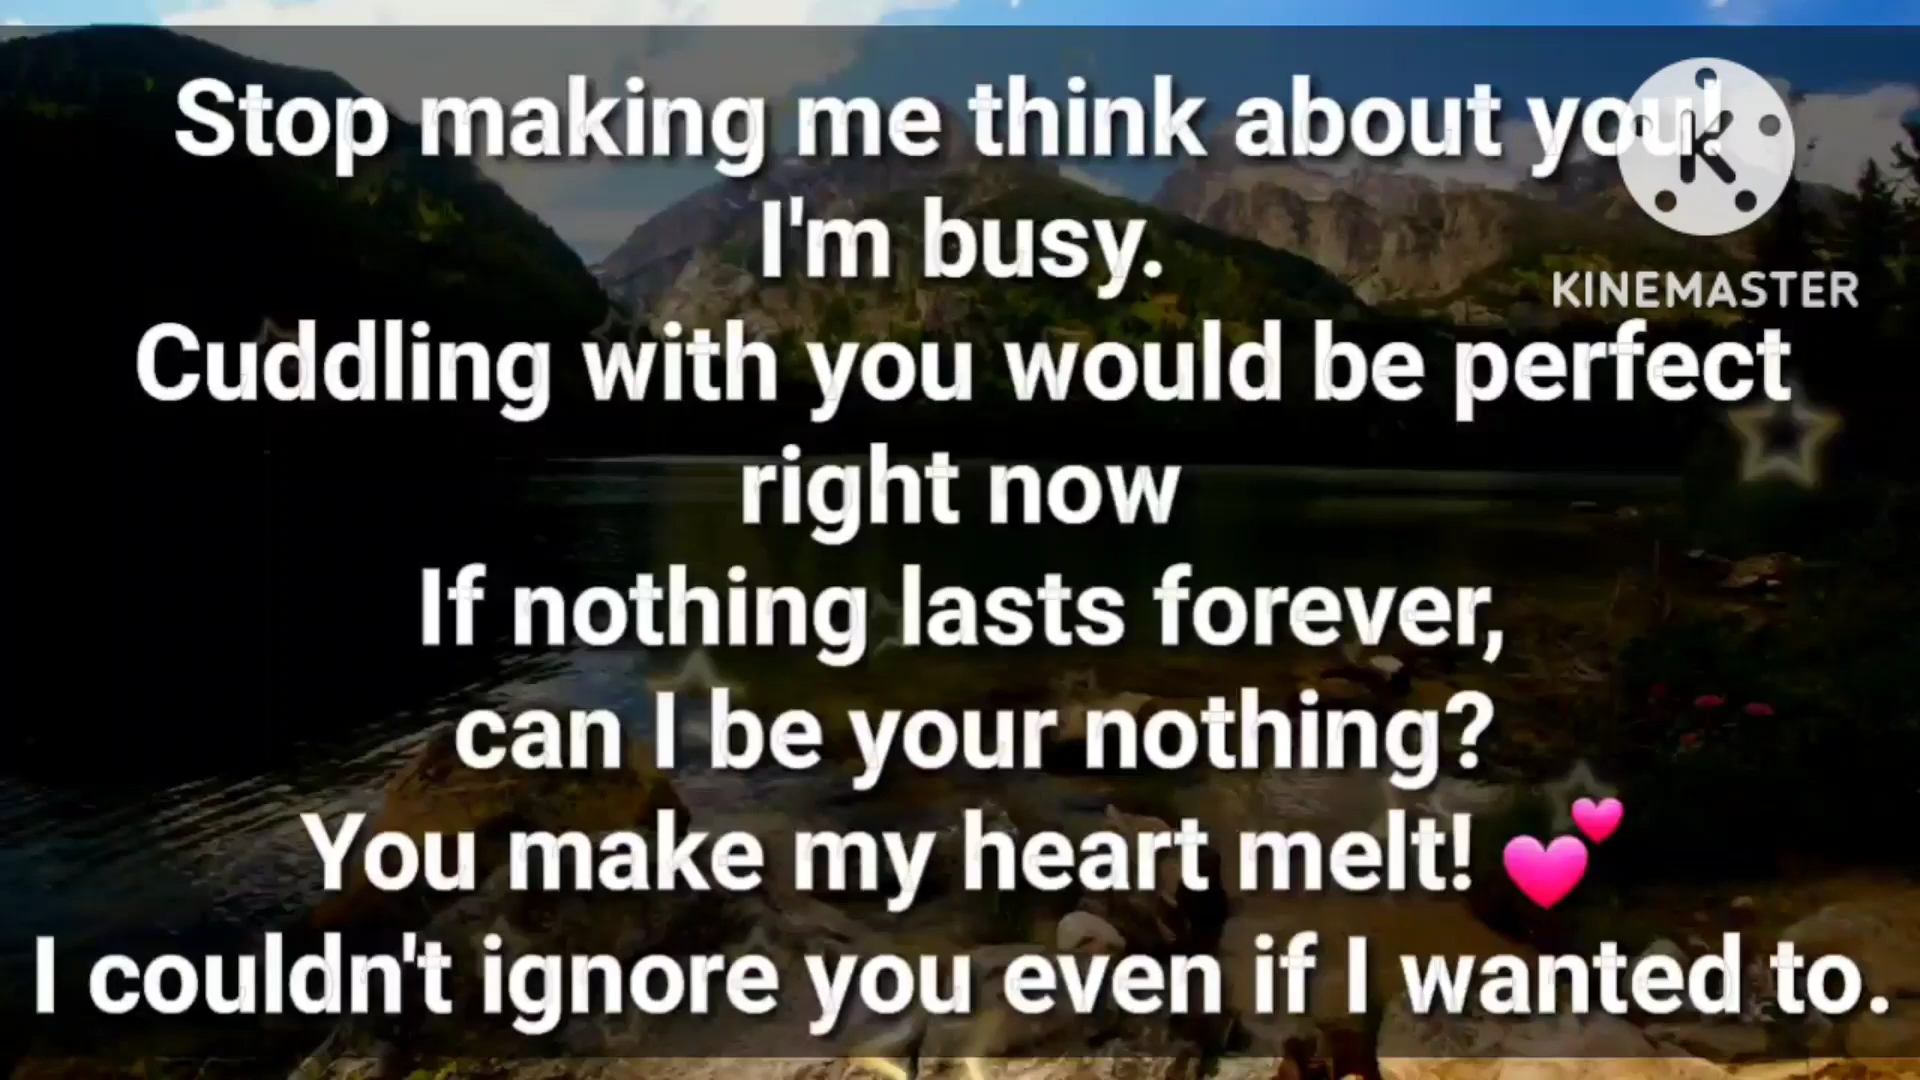 Stop making me think about you!
I'm busy.
KINEMASTER
Cuddling with you would be perfect
right now
If nothing lasts forever,
can I be your nothing?
You make my heart melt! 💕
I couldn't ignore you even if I wanted to.